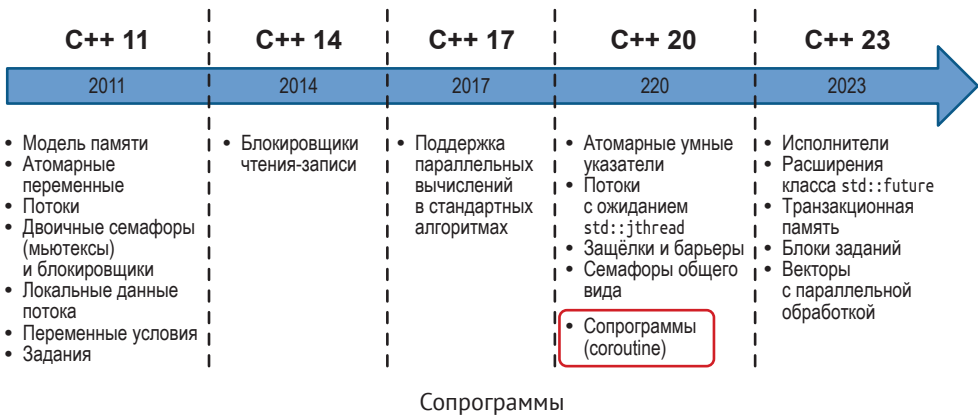 C++ 11
C++ 14
C++ 17
C++ 20
C++ 23
2011
2014
2017
220
2023
• Модель памяти
• Атомарные
переменные
• Потоки
• Двоичные семафоры
(мьютексы)
и блокировщики
• Локальные данные
потока
• Переменные условия
• Задания
• Блокировщики
чтения-записи
• Поддержка
параллельных
вычислений
в стандартных
алгоритмах
• Атомарные умные
указатели
• Потоки
с ожиданием
std::jthread
• Защёлки и барьеры
• Семафоры общего
вида
• Сопрограммы
(coroutine)
• Исполнители
• Расширения
класса std::future
• Транзакционная
память
• Блоки заданий
• Векторы
с параллельной
обработкой
Сопрограммы